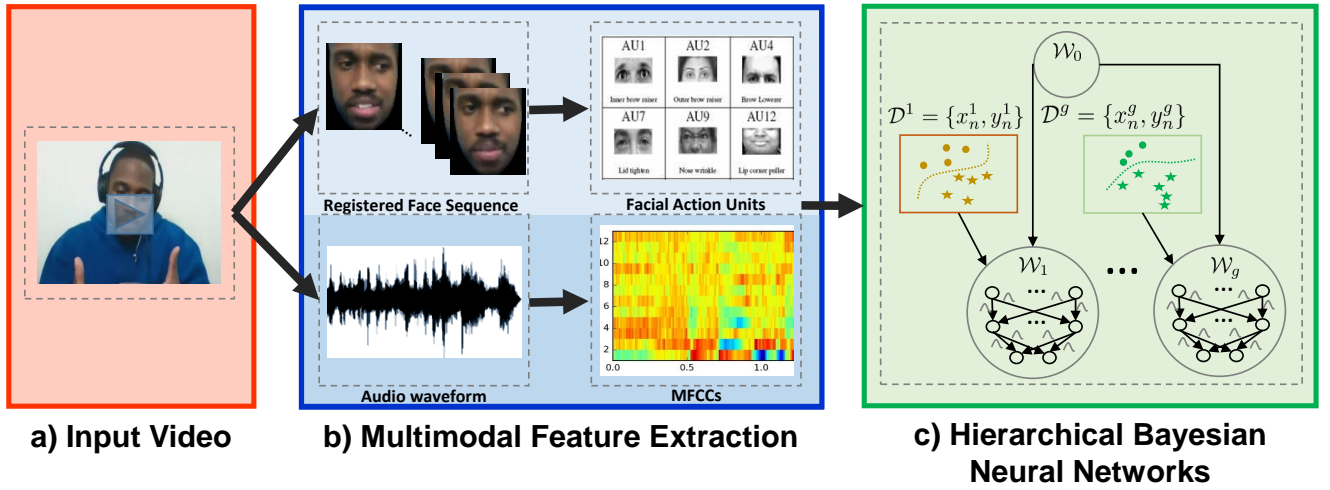 AU1 AU2 AU4
Inner brow raiser Outer brow raiser Brow Lowerer
AU7 AU9 AU12
Lid tighten Nose wrinkle Lip corner puller
Registered Face Sequence
Facial Action Units
12
10
8
6
4
2
0.0 0.5 1.0
Audio waveform
MFCCs
𝒲₀
𝒟¹ = {x¹ₙ, y¹ₙ} 𝒟ᵍ = {xᵍₙ, yᵍₙ}
𝒲₁ ... 𝒲g
...
...
...
...
a) Input Video
b) Multimodal Feature Extraction
c) Hierarchical Bayesian
Neural Networks